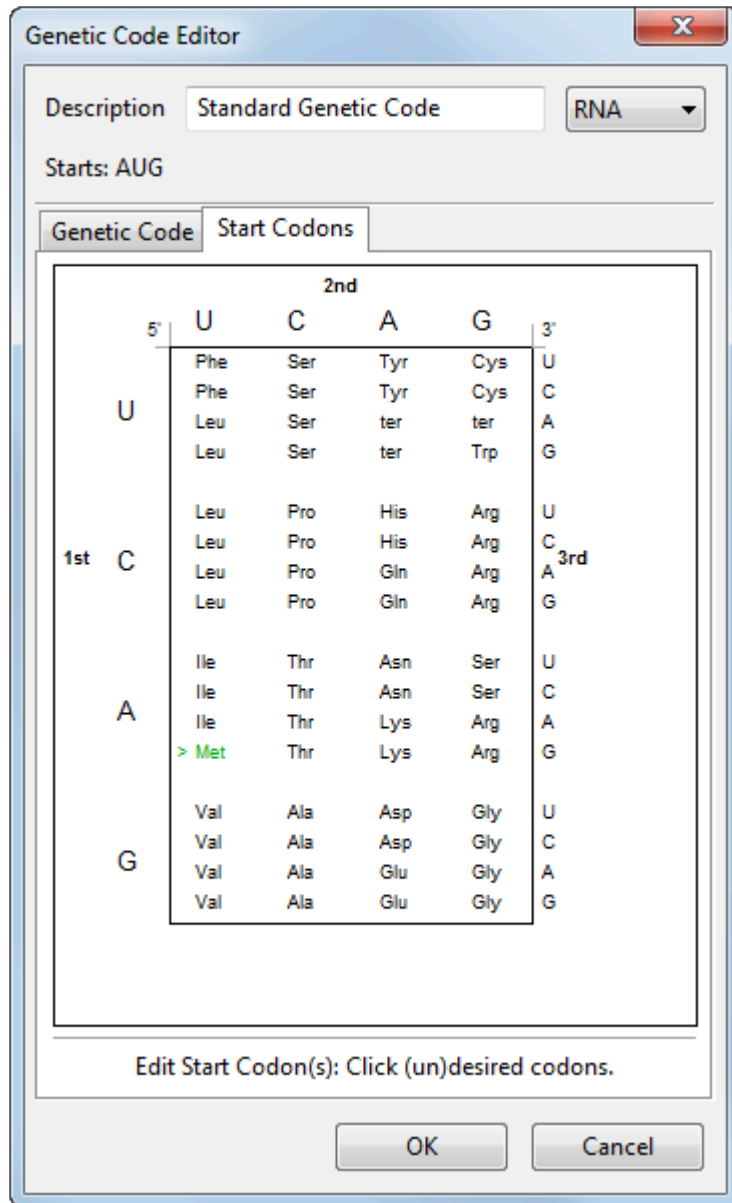 Genetic Code Editor
Description Standard Genetic Code RNA
Starts: AUG
Genetic Code Start Codons
2nd
5' U C A G 3'
Phe Ser Tyr Cys U
Phe Ser Tyr Cys C
U
Leu Ser ter ter A
Leu Ser ter Trp G
Leu Pro His Arg U
Leu Pro His Arg C
1st C 3rd
Leu Pro Gln Arg A
Leu Pro Gln Arg G
Ile Thr Asn Ser U
Ile Thr Asn Ser C
A
Ile Thr Lys Arg A
> Met Thr Lys Arg G
Val Ala Asp Gly U
Val Ala Asp Gly C
G
Val Ala Glu Gly A
Val Ala Glu Gly G
Edit Start Codon(s): Click (un)desired codons.
OK Cancel